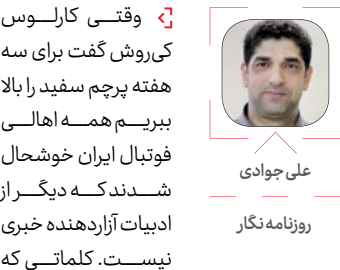 وقتی کارلوس
کی‌روش گفت برای سه
هفته پرچم سفید را بالا
ببریم همه اهالی
فوتبال ایران خوشحال
شدند که دیگر از
ادبیات آزاردهنده خبری
نیست. کلماتی که
علی جوادی
روزنامه نگار